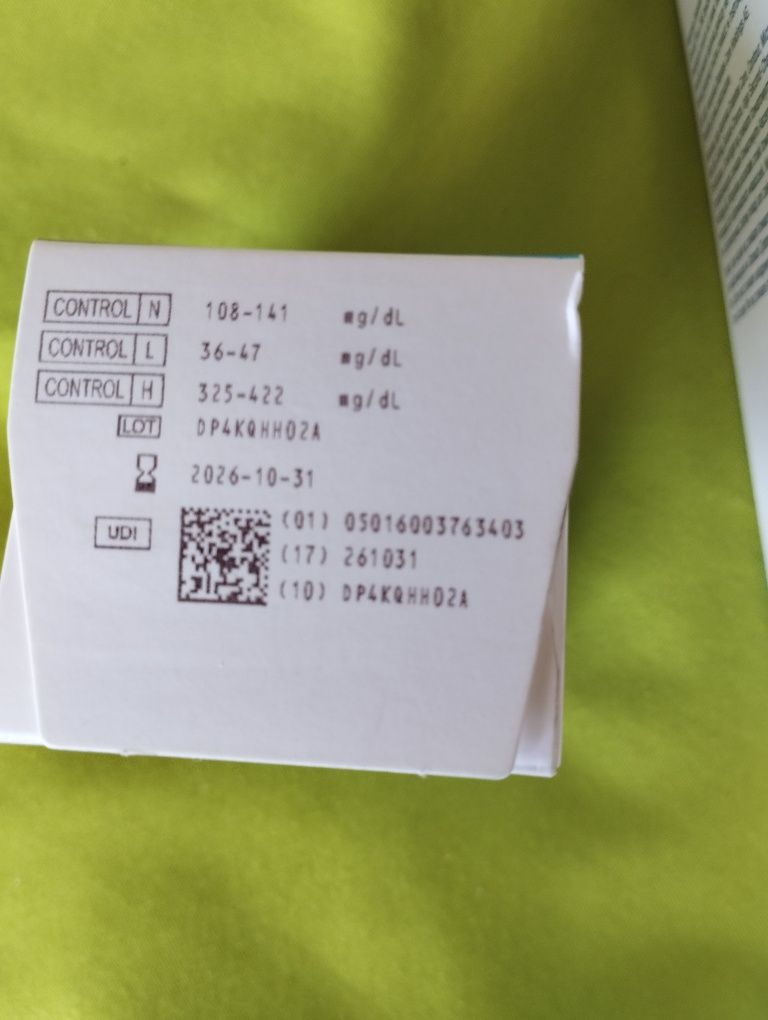 CONTROL N 108-141 mg/dL
CONTROL L 36-47 mg/dL
CONTROL H 325-422 mg/dL
LOT DP4KQHH02A
2026-10-31
UDI (01) 05016003763403
(17) 261031
(10) DP4KQHH02A